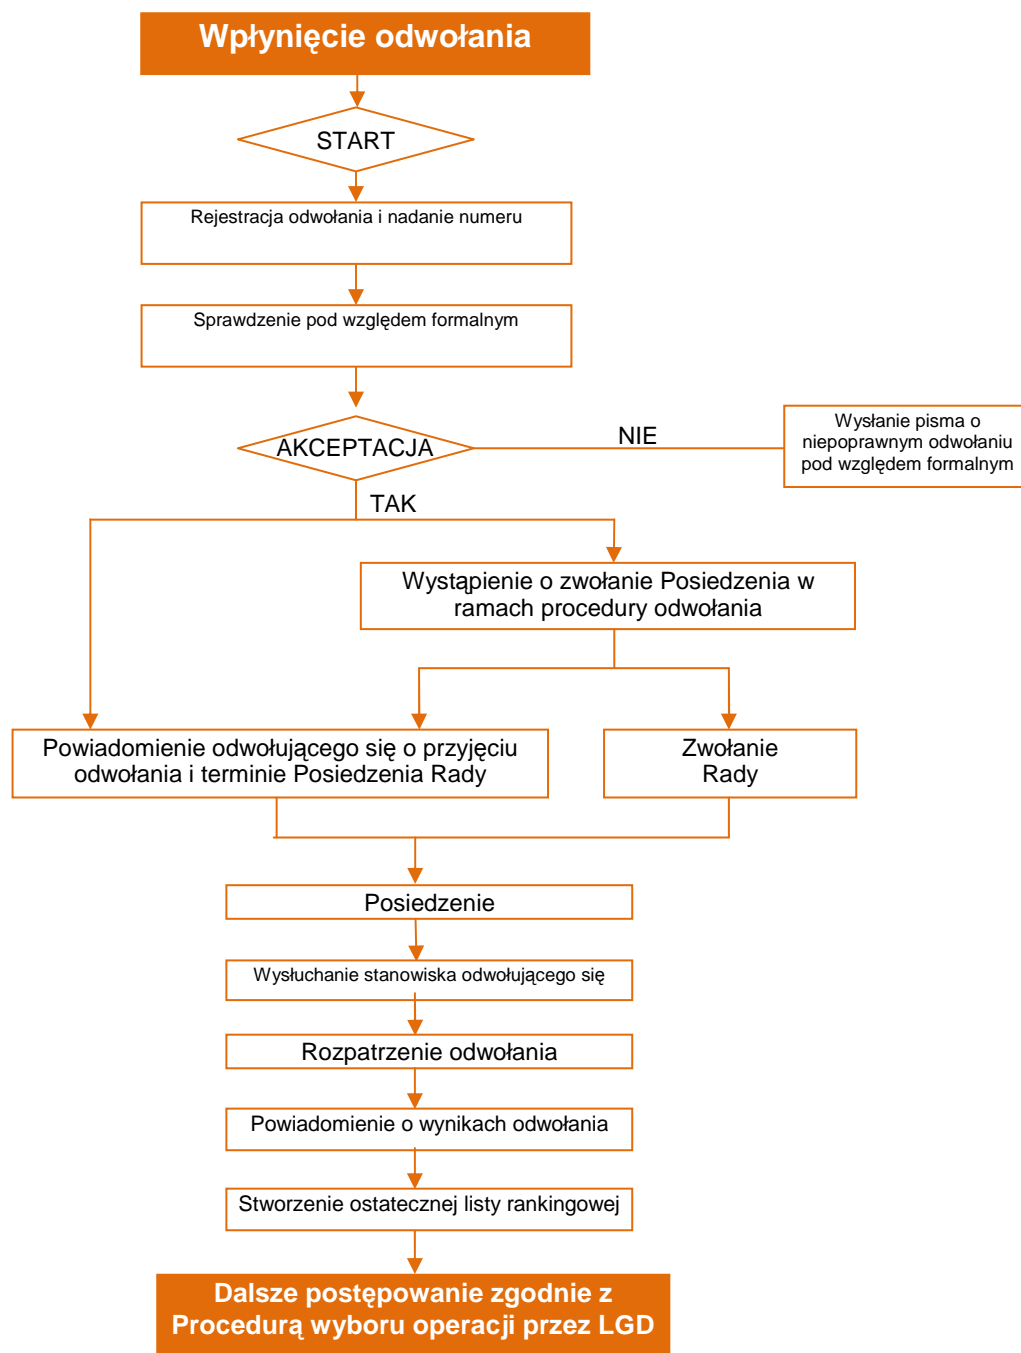 Wpłynięcie odwołania
START
Rejestracja odwołania i nadanie numeru
Sprawdzenie pod względem formalnym
AKCEPTACJA
NIE
Wysłanie pisma o
niepoprawnym odwołaniu
pod względem formalnym
TAK
Wystąpienie o zwołanie Posiedzenia w
ramach procedury odwołania
Powiadomienie odwołującego się o przyjęciu
odwołania i terminie Posiedzenia Rady
Zwołanie
Rady
Posiedzenie
Wysłuchanie stanowiska odwołującego się
Rozpatrzenie odwołania
Powiadomienie o wynikach odwołania
Stworzenie ostatecznej listy rankingowej
Dalsze postępowanie zgodnie z
Procedurą wyboru operacji przez LGD